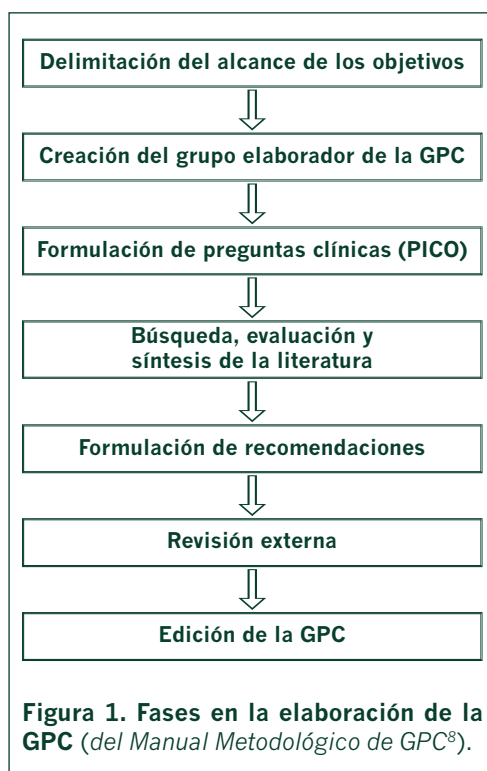 Delimitación del alcance de los objetivos
Creación del grupo elaborador de la GPC
Formulación de preguntas clínicas (PICO)
Búsqueda, evaluación y
síntesis de la literatura
Formulación de recomendaciones
Revisión externa
Edición de la GPC
Figura 1. Fases en la elaboración de la
GPC (del Manual Metodológico de GPC⁸).